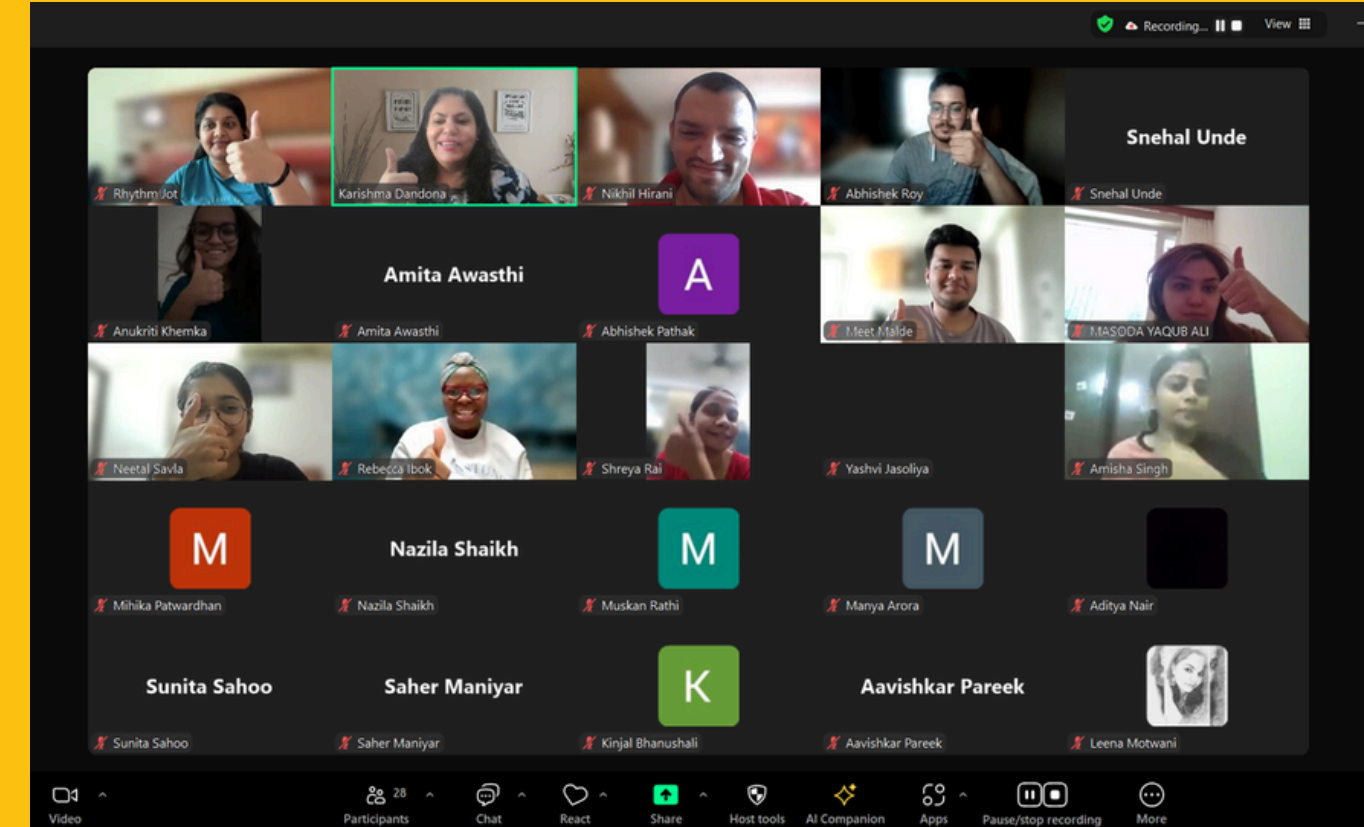 Recording... View
Rhythm Jot
Karishma Dandona
Nikhil Hirani
Abhishek Roy
Snehal Unde
Snehal Unde
Anukriti Khemka
Amita Awasthi
Amita Awasthi
A
Abhishek Pathak
Meet Malde
MASODA YAQUB ALI
Neetal Savla
Rebecca Ibok
Shreya Rai
Yashvi Jasoliya
Amisha Singh
M
Mihika Patwardhan
Nazila Shaikh
Nazila Shaikh
M
Muskan Rathi
M
Manya Arora
Aditya Nair
Sunita Sahoo
Sunita Sahoo
Saher Maniyar
Saher Maniyar
K
Kinjal Bhanushali
Aavishkar Pareek
Aavishkar Pareek
Leena Motwani
28
Video Participants Chat React Share Host tools AI Companion Apps Pause/stop recording More